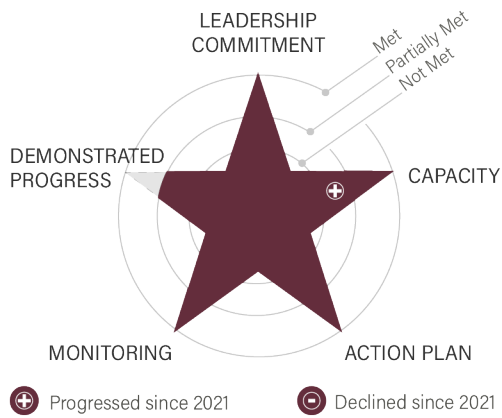 LEADERSHIP
COMMITMENT
Met
Partially Met
Not Met
DEMONSTRATED
PROGRESS
CAPACITY
MONITORING
ACTION PLAN
Progressed since 2021
Declined since 2021